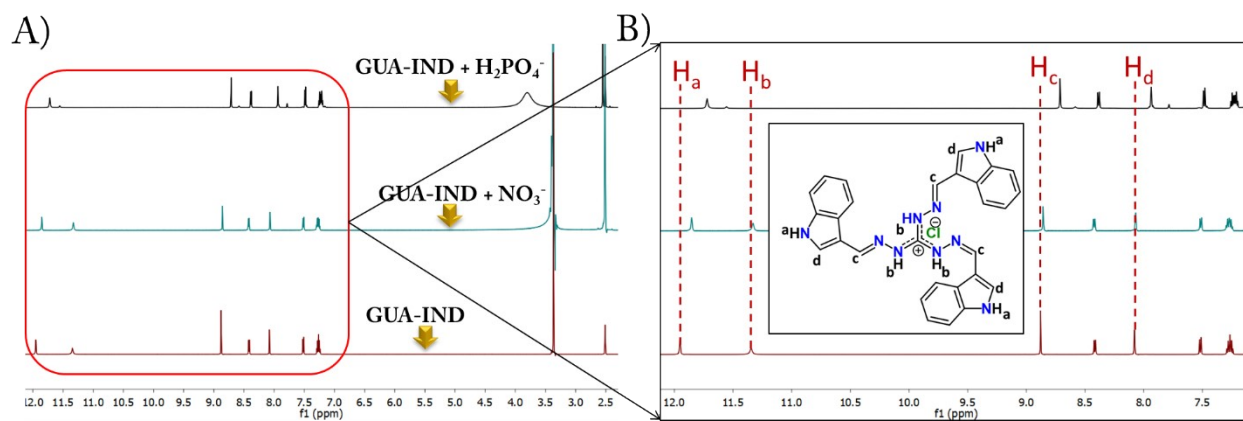 A)
GUA-IND + H₂PO₄⁻
GUA-IND + NO₃⁻
GUA-IND
12.0 11.5 11.0 10.5 10.0 9.5 9.0 8.5 8.0 7.5 7.0 6.5 6.0 5.5 5.0 4.5 4.0 3.5 3.0 2.5
f1 (ppm)
B)
Hₐ H_b H_c H_d
NH a
d
c
N
HN
b
⊖
Cl
a HN
d
c
N
N
H
b
⊕
N
H
b
N
c
d
N
H a
12.0 11.5 11.0 10.5 10.0 9.5 9.0 8.5 8.0 7.5
f1 (ppm)